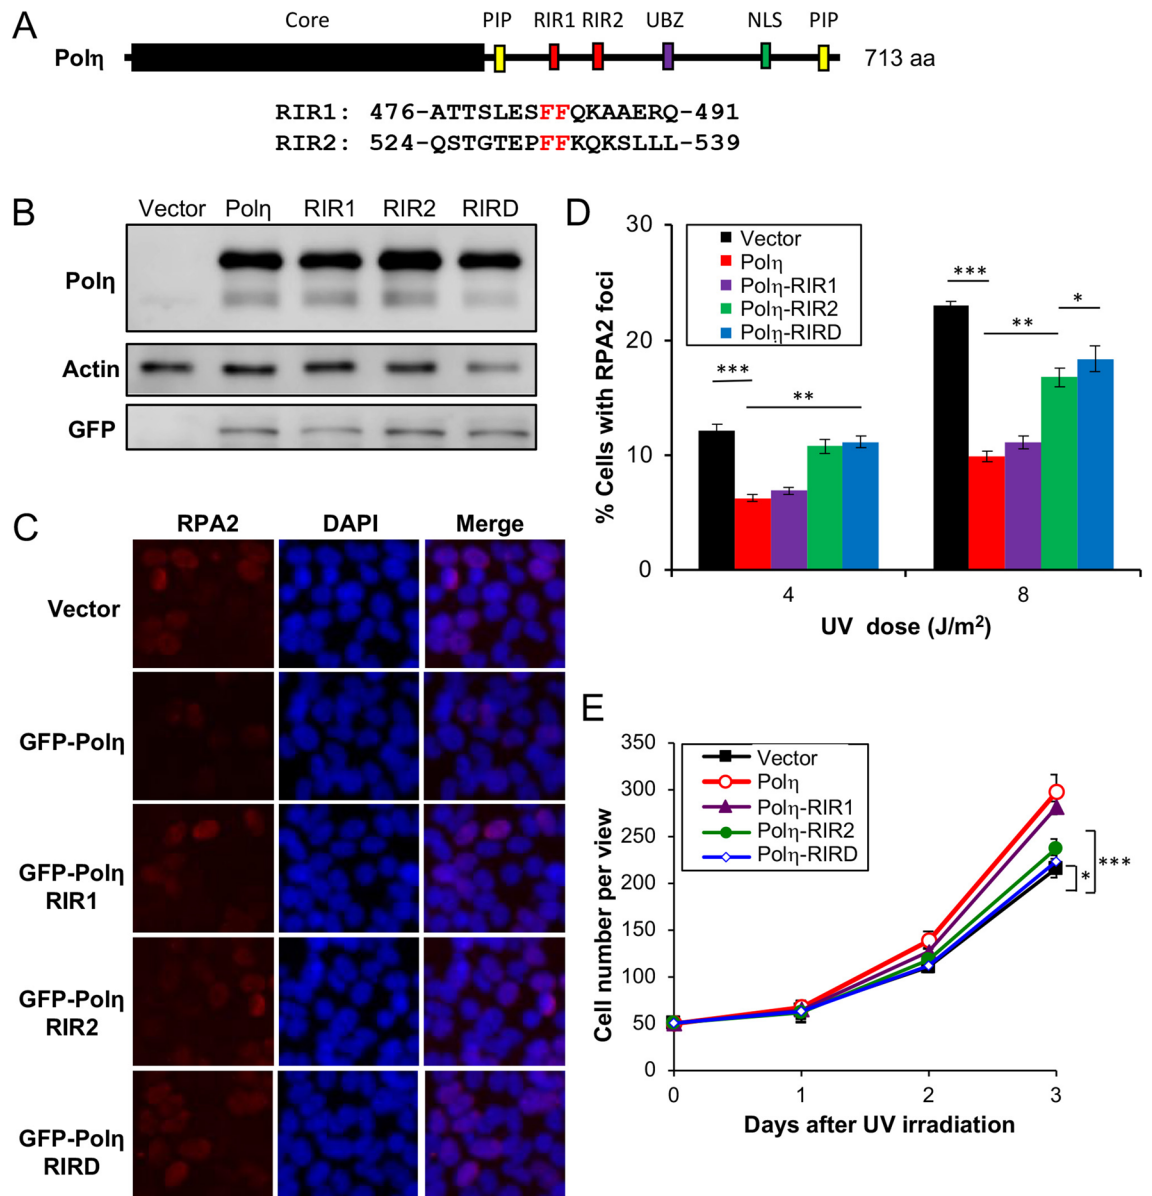 A
Core
PIP
RIR1
RIR2
UBZ
NLS
PIP
Polη
713 aa
RIR1: 476-ATTSLESFFQKAAERQ-491
RIR2: 524-QSTGTEPFFKQKSLLL-539
B
Vector
Polη
RIR1
RIR2
RIRD
Polη
Actin
GFP
C
RPA2
DAPI
Merge
Vector
GFP-Polη
GFP-Polη
RIR1
GFP-Polη
RIR2
GFP-Polη
RIRD
D
% Cells with RPA2 foci
30
20
10
0
Vector
Polη
Polη-RIR1
Polη-RIR2
Polη-RIRD
***
**
***
**
*
4
8
UV dose (J/m²)
E
Cell number per view
350
300
250
200
150
100
50
0
Vector
Polη
Polη-RIR1
Polη-RIR2
Polη-RIRD
*
***
0
1
2
3
Days after UV irradiation